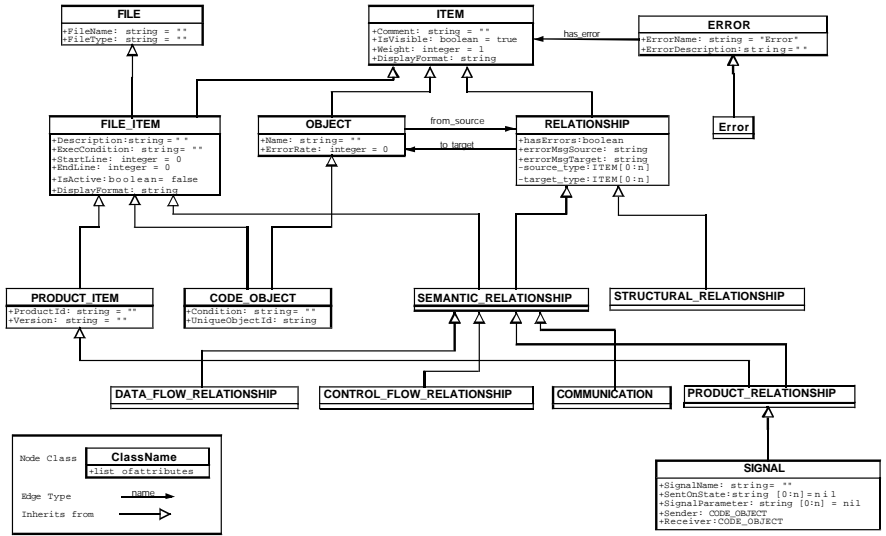 FILE
+FileName: string = ""
+FileType: string = ""
ITEM
+Comment: string = ""
+IsVisible: boolean = true
+Weight: integer = 1
+DisplayFormat: string
has_error
ERROR
+ErrorName: string = "Error"
+ErrorDescription:string=""
FILE_ITEM
+Description:string=""
+ExecCondition: string= ""
+StartLine: integer = 0
+EndLine: integer = 0
+IsActive:boolean= false
+DisplayFormat: string
OBJECT
+Name: string= ""
+ErrorRate: integer = 0
from_source
to_target
RELATIONSHIP
+hasErrors:boolean
+errorMsgSource: string
+errorMsgTarget: string
-source_type:ITEM[0:n]
-target_type:ITEM[0:n]
Error
PRODUCT_ITEM
+ProductId: string = ""
+Version: string = ""
CODE_OBJECT
+Condition: string= ""
+UniqueObjectId: string
SEMANTIC_RELATIONSHIP
STRUCTURAL_RELATIONSHIP
DATA_FLOW_RELATIONSHIP
CONTROL_FLOW_RELATIONSHIP
COMMUNICATION
PRODUCT_RELATIONSHIP
Node Class
ClassName
+list ofattributes
Edge Type
name
Inherits from
SIGNAL
+SignalName: string= ""
+SentOnState:string [0:n]=nil
+SignalParameter: string [0:n] = nil
+Sender: CODE_OBJECT
+Receiver:CODE_OBJECT